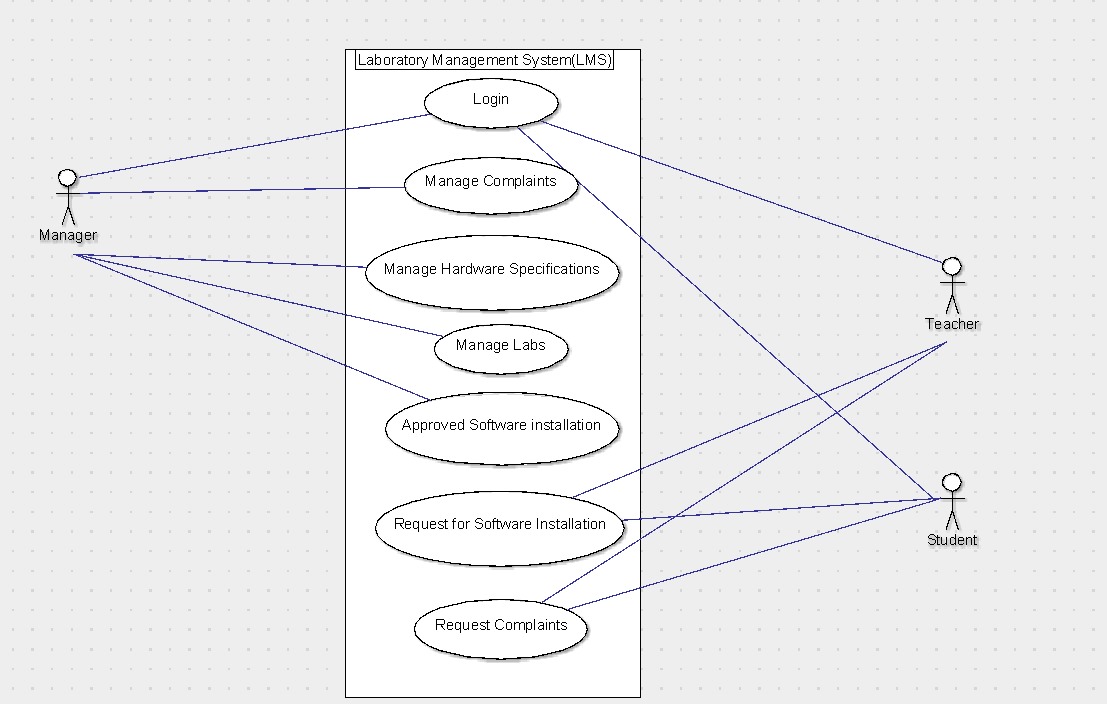 Laboratory Management System(LMS)
Login
Manage Complaints
Manager
Manage Hardware Specifications
Teacher
Manage Labs
Approved Software installation
Request for Software Installation
Student
Request Complaints